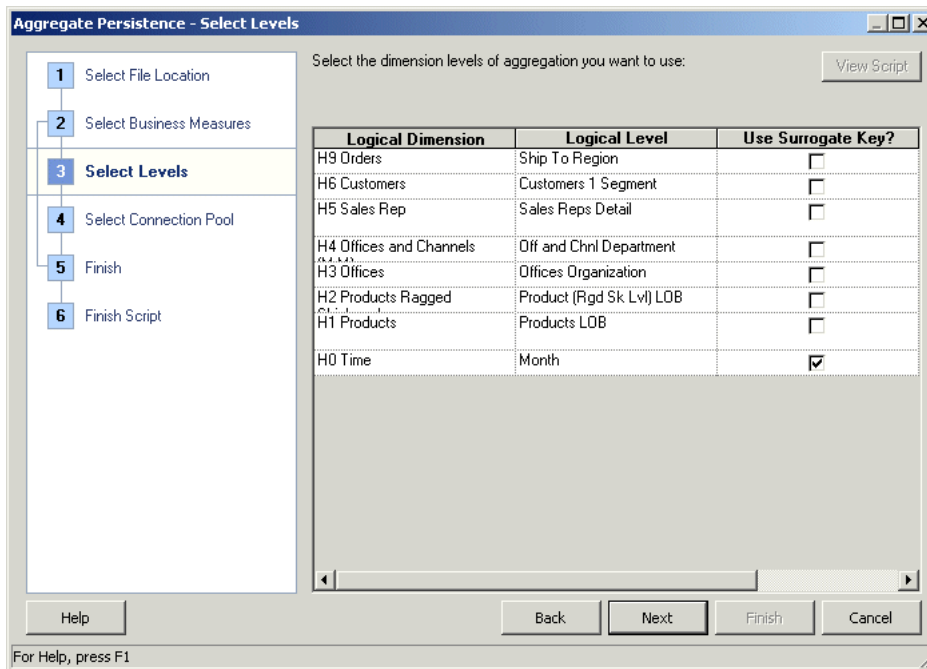 Aggregate Persistence - Select Levels
1 Select File Location
2 Select Business Measures
3 Select Levels
4 Select Connection Pool
5 Finish
6 Finish Script
Select the dimension levels of aggregation you want to use:
View Script
Logical Dimension Logical Level Use Surrogate Key?
H9 Orders Ship To Region
H6 Customers Customers 1 Segment
H5 Sales Rep Sales Reps Detail
H4 Offices and Channels Off and Chnl Department
H3 Offices Offices Organization
H2 Products Ragged Product (Rgd Sk Lvl) LOB
H1 Products Products LOB
H0 Time Month
Help Back Next Finish Cancel
For Help, press F1